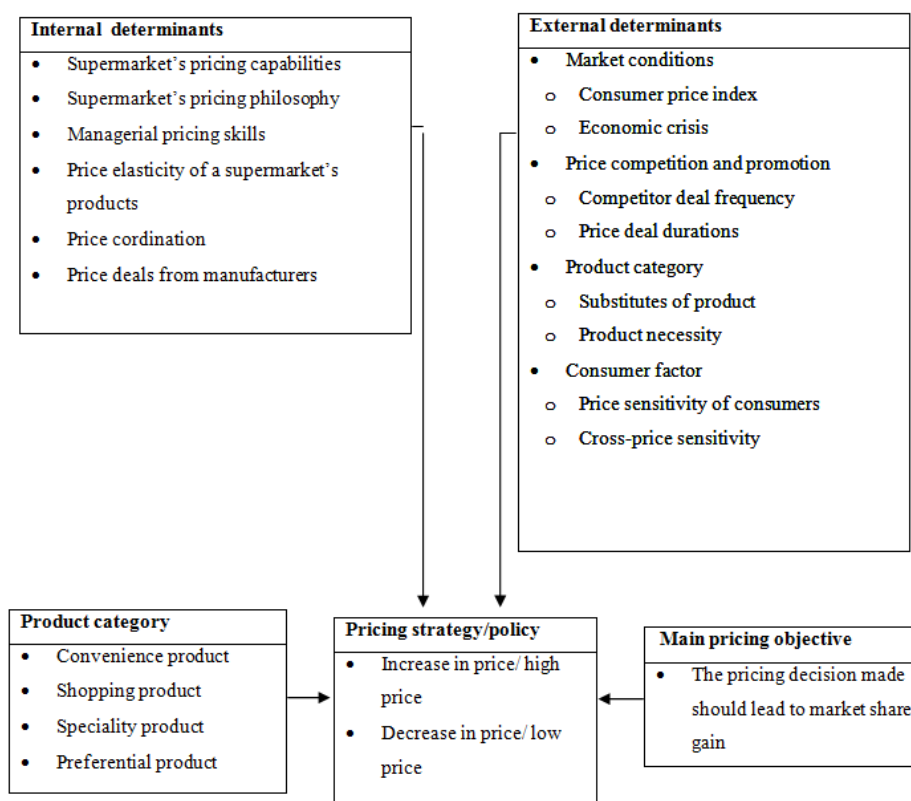 Internal  determinants
• Supermarket’s pricing capabilities
• Supermarket’s pricing philosophy
• Managerial pricing skills
• Price elasticity of a supermarket’s
products
• Price cordination
• Price deals from manufacturers
External determinants
• Market conditions
o Consumer price index
o Economic crisis
• Price competition and promotion
o Competitor deal frequency
o Price deal durations
• Product category
o Substitutes of product
o Product necessity
• Consumer factor
o Price sensitivity of consumers
o Cross-price sensitivity
Product category
• Convenience product
• Shopping product
• Speciality product
• Preferential product
Pricing strategy/policy
• Increase in price/ high
price
• Decrease in price/ low
price
Main pricing objective
• The pricing decision made
should lead to market share
gain